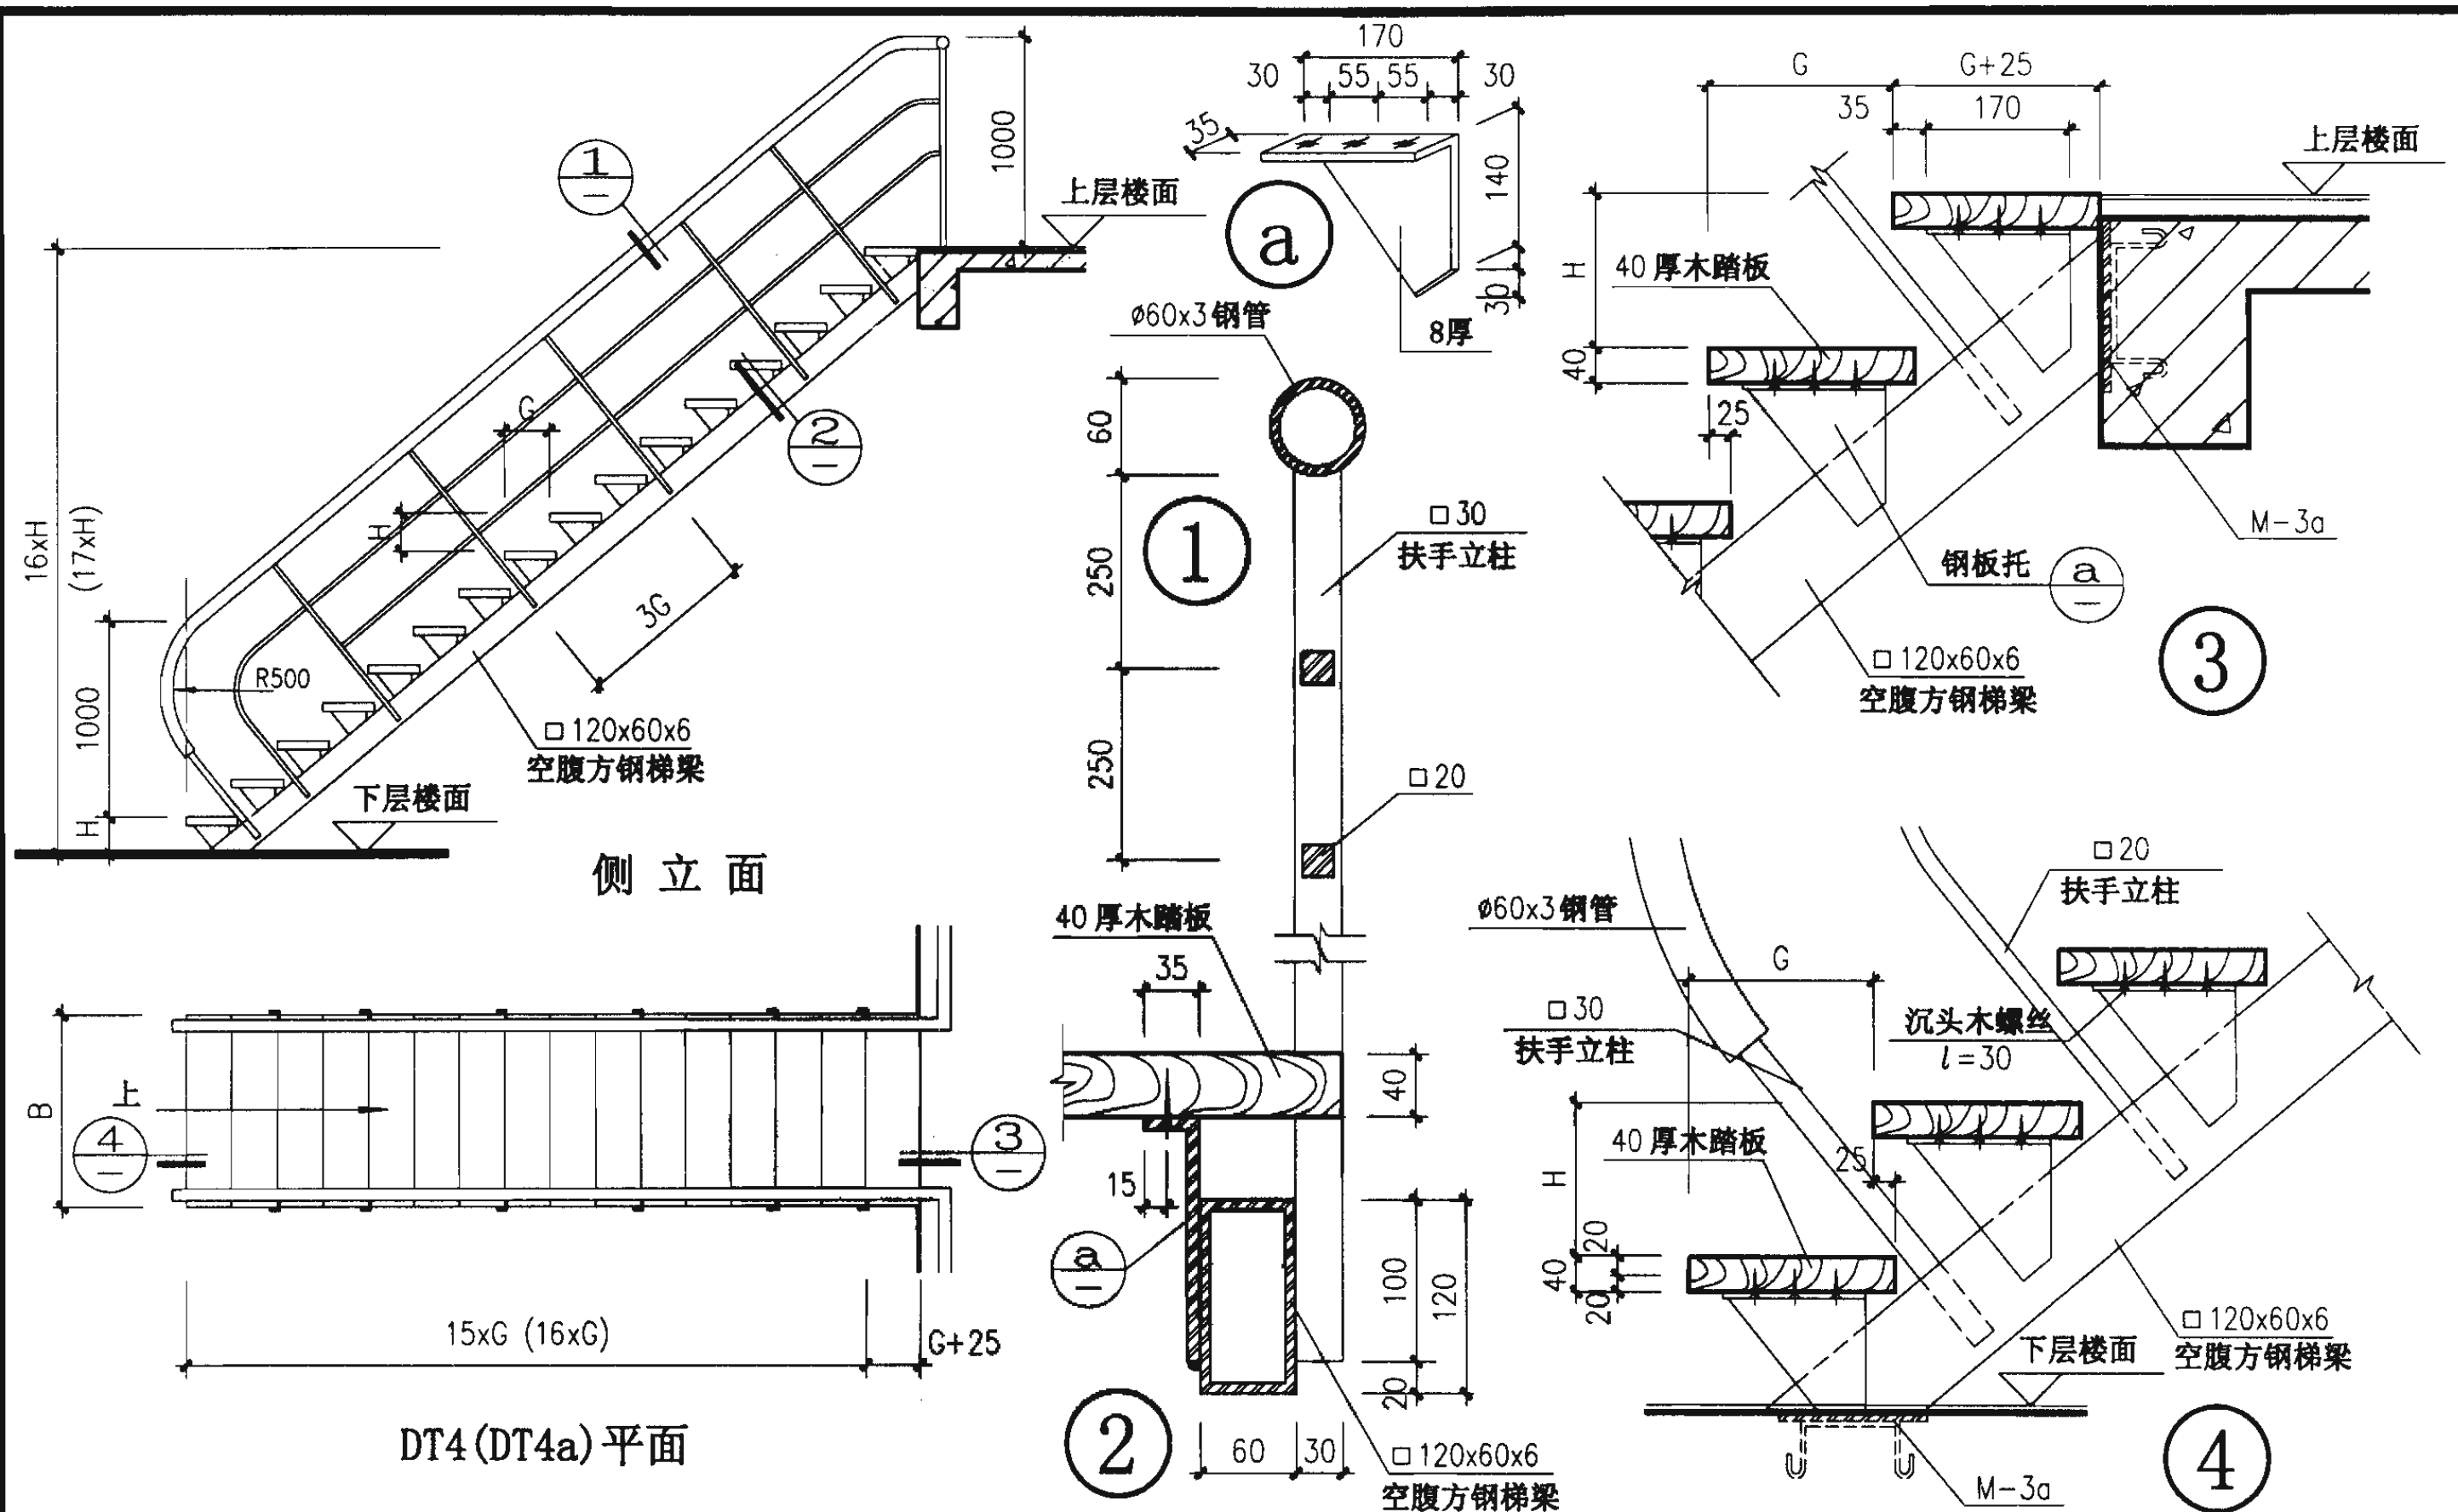 1
—
2
—
1000
上层楼面
16xH
(17xH)
G
H
3G
R500
1000
H
□120x60x6
空腹方钢梯梁
下层楼面
侧立面
B
上
4
—
3
—
15xG (16xG)
G+25
DT4(DT4a)平面
170
30
55
55
30
35
140
30
8厚
a
ø60x3钢管
60
250
250
1
□30
扶手立柱
□20
40厚木踏板
35
40
15
a
—
100
120
20
60
30
□120x60x6
空腹方钢梯梁
2
G
G+25
35
170
上层楼面
H
40厚木踏板
40
25
M-3a
钢板托
a
—
□120x60x6
空腹方钢梯梁
3
□20
扶手立柱
ø60x3钢管
G
□30
扶手立柱
沉头木螺丝
l=30
40厚木踏板
25
H
20
40
20
□120x60x6
空腹方钢梯梁
下层楼面
M-3a
4